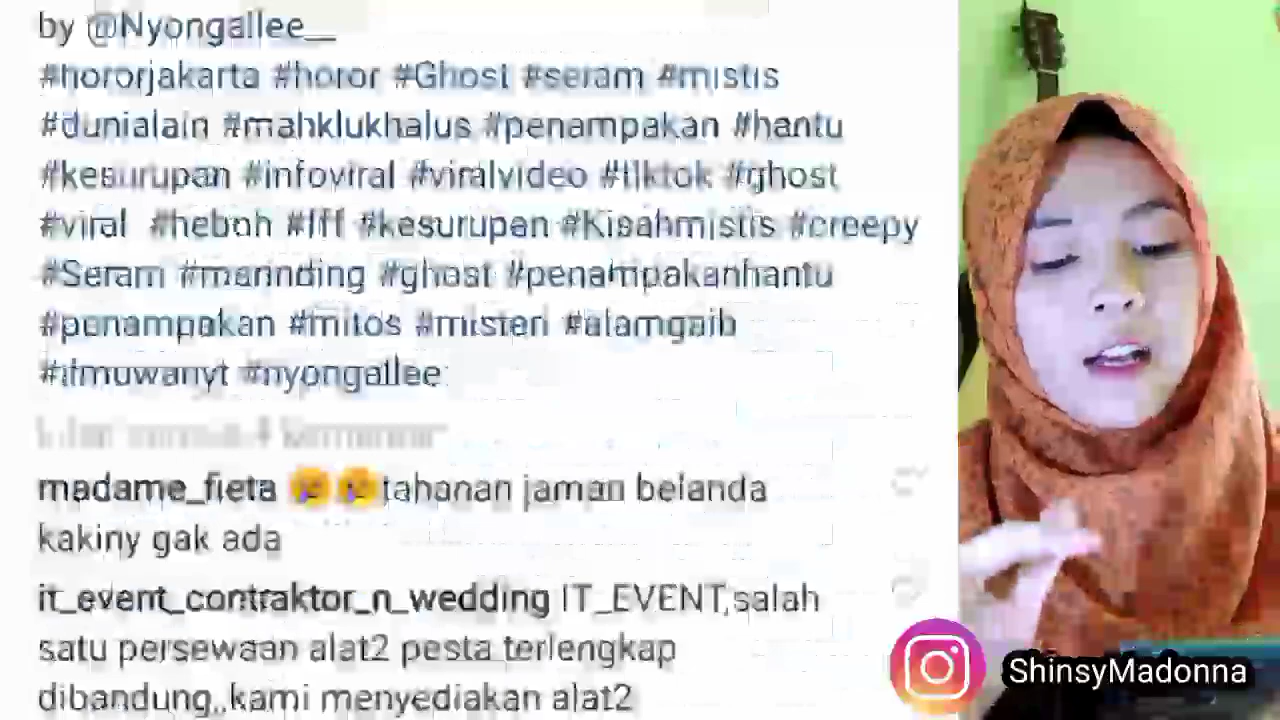 by @Nyongallee__
#hororjakarta #horor #Ghost #seram #mistis
#dunialain #mahklukhalus #penampakan #hantu
#kesurupan #infoviral #viralvideo #tiktok #ghost
#viral #heboh #fff #kesurupan #Kisahmistis #creepy
#Seram #merinding #ghost #penampakanhantu
#penampakan #mitos #misteri #alamgaib
#ilmuwanyt #nyongallee
madame_fieta tahanan jaman belanda
kakiny gak ada
it_event_contraktor_n_wedding IT_EVENT,salah
satu persewaan alat2 pesta terlengkap
dibandung,,kami menyediakan alat2
ShinsyMadonna